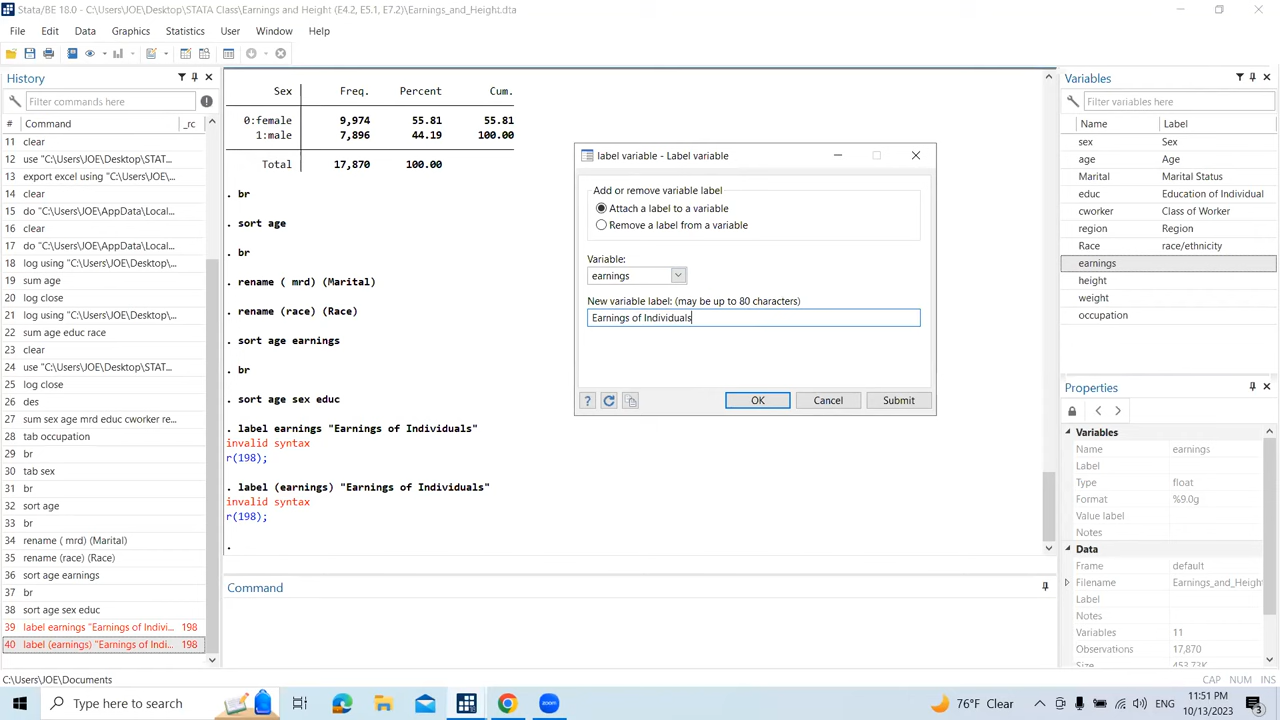 Stata/BE 18.0 - C:\Users\JOE\Desktop\STATA Class\Earnings and Height (E4.2, E5.1, E7.2)\Earnings_and_Height.dta
File Edit Data Graphics Statistics User Window Help
History
Filter commands here
# Command _rc
11 clear
12 use "C:\Users\JOE\Desktop\STAT...
13 export excel using "C:\Users\JOE\...
14 clear
15 do "C:\Users\JOE\AppData\Local...
16 clear
17 do "C:\Users\JOE\AppData\Local...
18 log using "C:\Users\JOE\Deskto...
19 sum age
20 log close
21 log using "C:\Users\JOE\Deskto...
22 sum age educ race
23 clear
24 use "C:\Users\JOE\Desktop\STAT...
25 log close
26 des
27 sum sex age mrd educ cworker re...
28 tab occupation
29 br
30 tab sex
31 br
32 sort age
33 br
34 rename ( mrd) (Marital)
35 rename (race) (Race)
36 sort age earnings
37 br
38 sort age sex educ
39 label earnings "Earnings of Indivi... 198
40 label (earnings) "Earnings of Indi... 198
Sex Freq. Percent Cum.
0:female 9,974 55.81 55.81
1:male 7,896 44.19 100.00
Total 17,870 100.00
. br
. sort age
. br
. rename ( mrd) (Marital)
. rename (race) (Race)
. sort age earnings
. br
. sort age sex educ
. label earnings "Earnings of Individuals"
invalid syntax
r(198);
. label (earnings) "Earnings of Individuals"
invalid syntax
r(198);
.
Command
label variable - Label variable
Add or remove variable label
Attach a label to a variable
Remove a label from a variable
Variable:
earnings
New variable label: (may be up to 80 characters)
Earnings of Individuals
? OK Cancel Submit
Variables
Filter variables here
Name Label
sex Sex
age Age
Marital Marital Status
educ Education of Individual
cworker Class of Worker
region Region
Race race/ethnicity
earnings
height
weight
occupation
Properties
Variables
Name earnings
Label
Type float
Format %9.0g
Value label
Notes
Data
Frame default
Filename Earnings_and_Heigh
Label
Notes
Variables 11
Observations 17,870
Size 453.73K
C:\Users\JOE\Documents
CAP NUM INS
Type here to search
zoom
76°F Clear
ENG
11:51 PM
10/13/2023
3